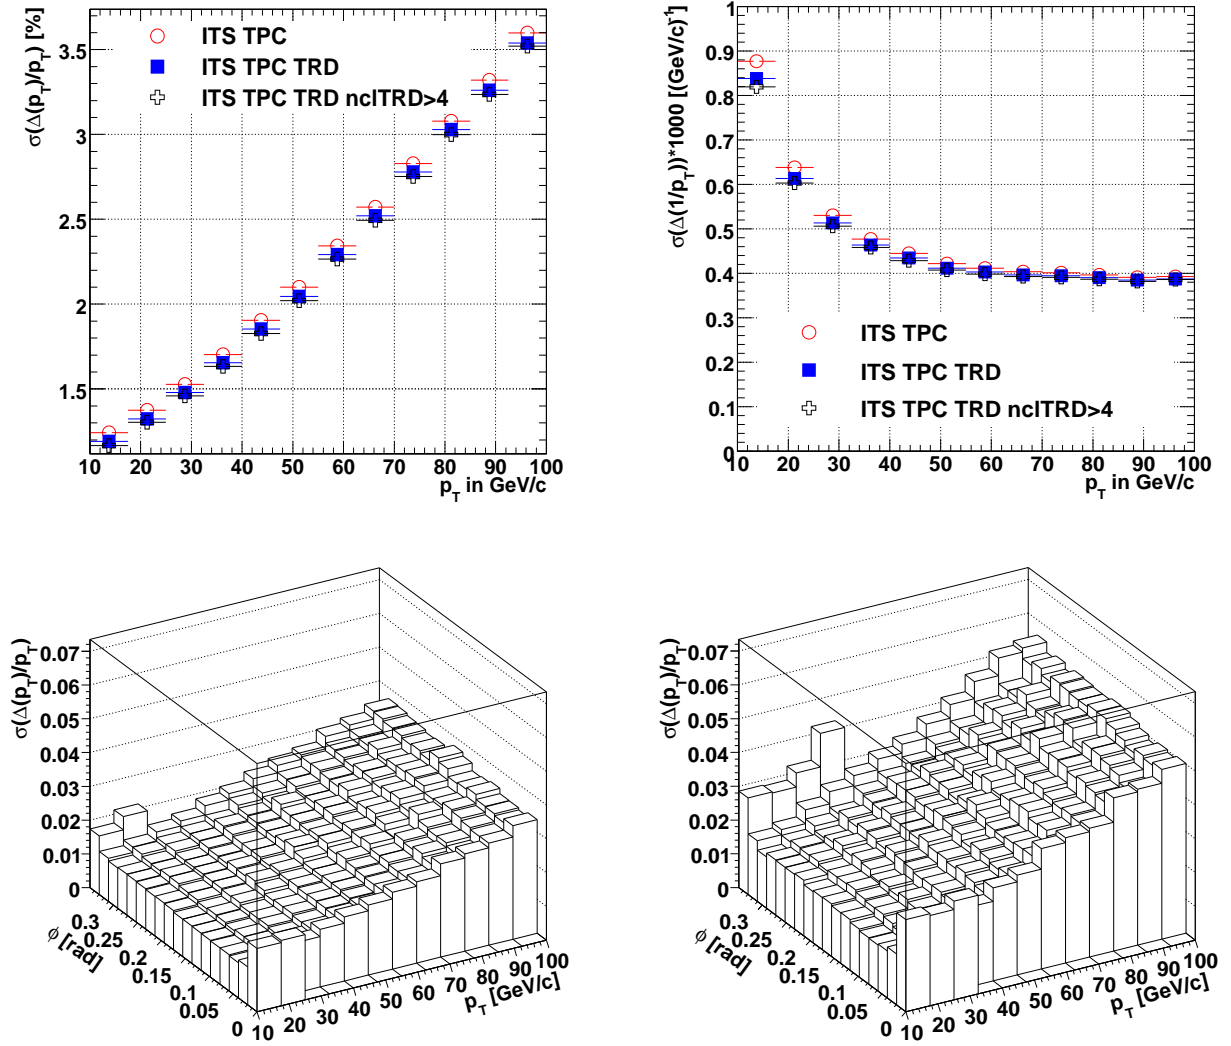 σ(Δ(p_T)/p_T) [%]
ITS TPC
ITS TPC TRD
ITS TPC TRD nclTRD>4
3.5
3
2.5
2
1.5
10 20 30 40 50 60 70 80 90 100
p_T in GeV/c
σ(Δ(1/p_T))*1000 [(GeV/c)^-1]
1
0.9
0.8
0.7
0.6
0.5
0.4
0.3
0.2
0.1
0
ITS TPC
ITS TPC TRD
ITS TPC TRD nclTRD>4
10 20 30 40 50 60 70 80 90 100
p_T in GeV/c
σ(Δ(p_T)/p_T)
0.07
0.06
0.05
0.04
0.03
0.02
0.01
0
0.3
0.25
0.2
0.15
0.1
0.05
0
φ [rad]
10 20 30 40 50 60 70 80 90 100
p_T [GeV/c]
σ(Δ(p_T)/p_T)
0.07
0.06
0.05
0.04
0.03
0.02
0.01
0
0.3
0.25
0.2
0.15
0.1
0.05
0
φ [rad]
10 20 30 40 50 60 70 80 90 100
p_T [GeV/c]